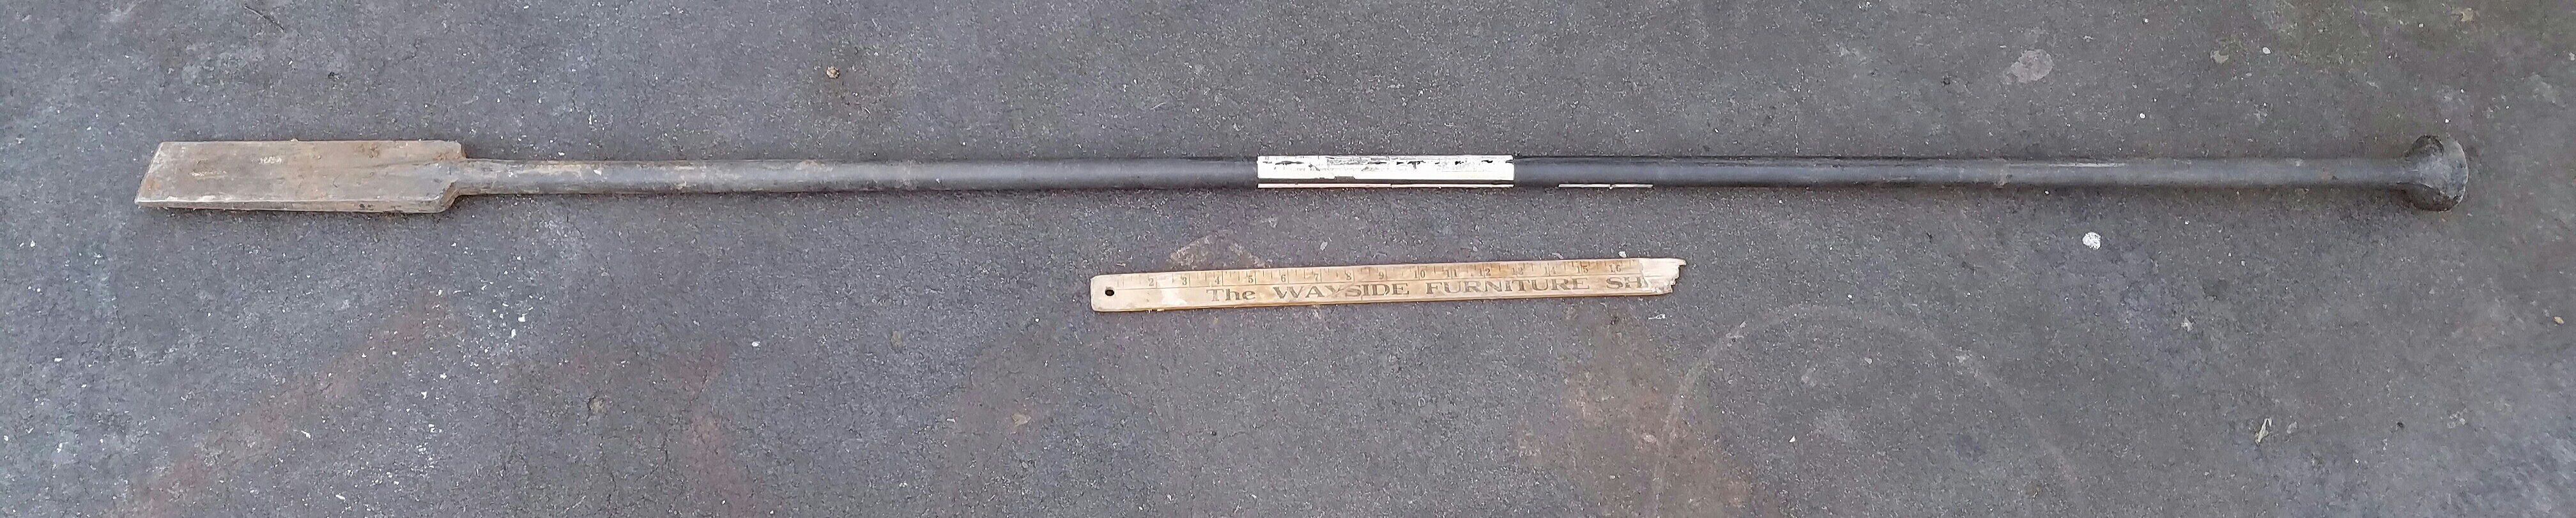 2 3 4 5 6 7 8 9 10 11 12 13 14 15 16
The WAYSIDE FURNITURE SH